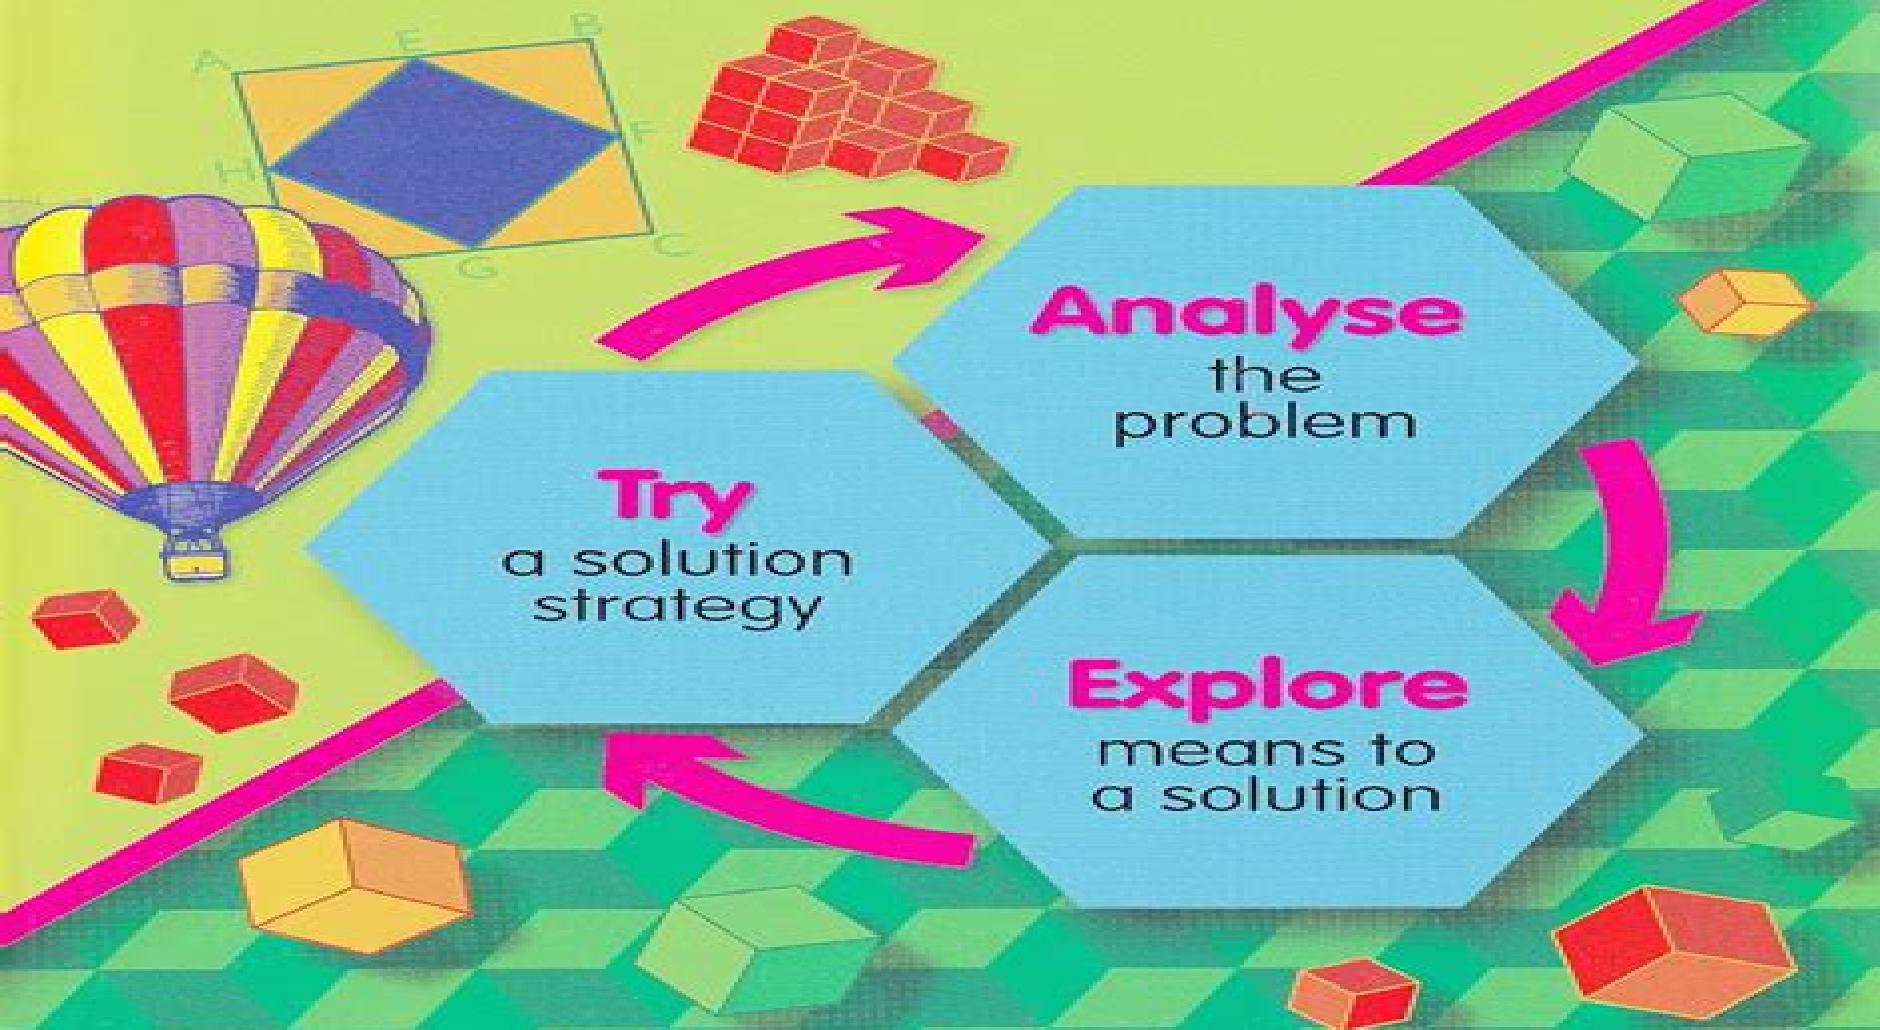 A
E
B
F
H
G
C
Analyse
the
problem
Try
a solution
strategy
Explore
means to
a solution